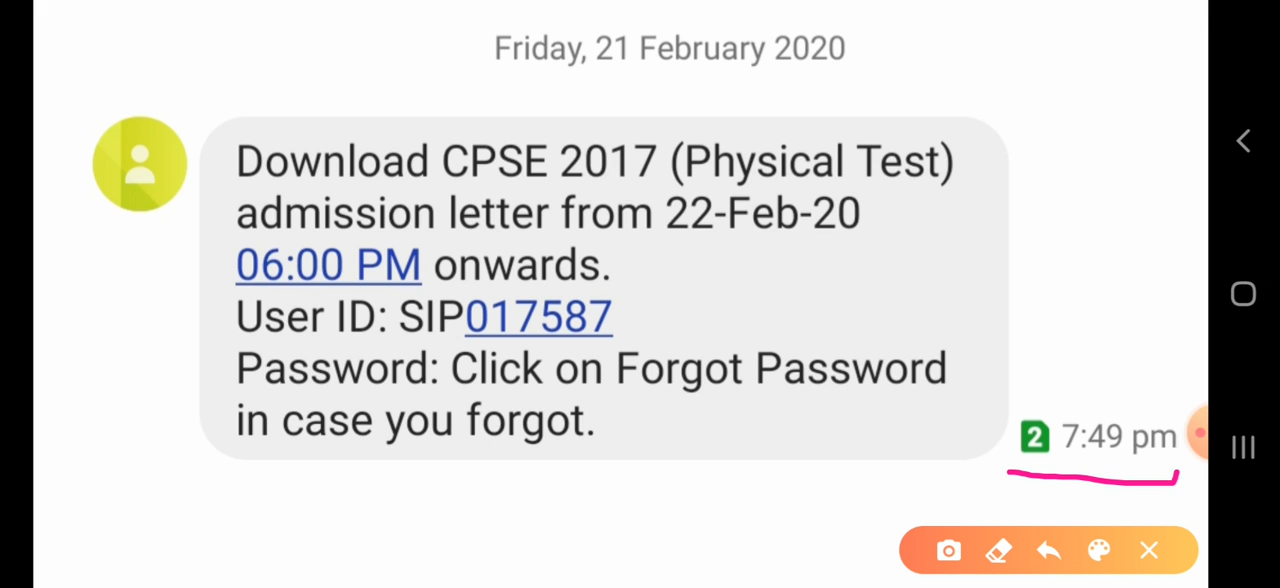 Friday, 21 February 2020
Download CPSE 2017 (Physical Test)
admission letter from 22-Feb-20
06:00 PM onwards.
User ID: SIP017587
Password: Click on Forgot Password
in case you forgot.
2 7:49 pm